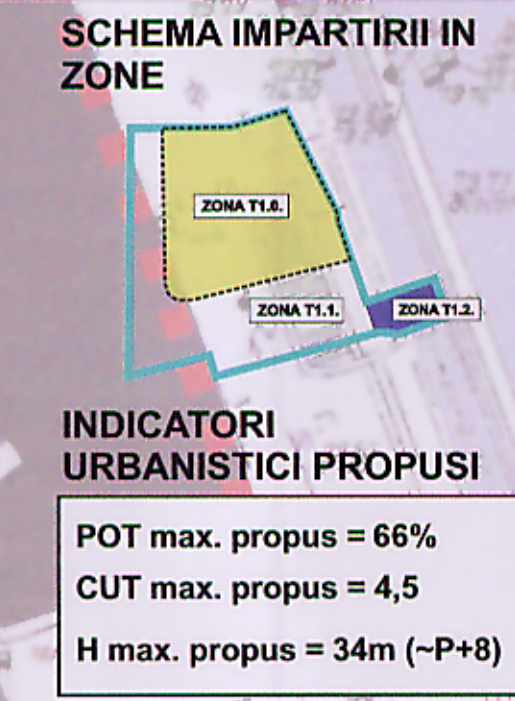 SCHEMA IMPARTIRII IN
ZONE
ZONA T1.0.
ZONA T1.1.
ZONA T1.2.
INDICATORI
URBANISTICI PROPUSI
POT max. propus = 66%
CUT max. propus = 4,5
H max. propus = 34m (~P+8)